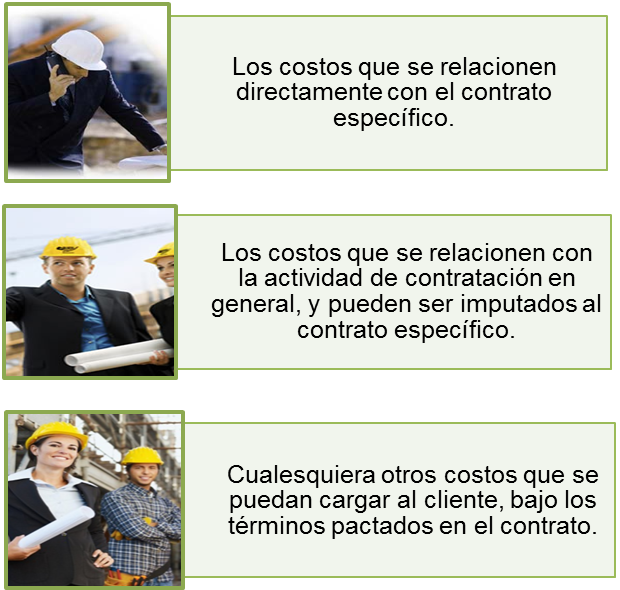 Los costos que se relacionen
directamente con el contrato
específico.
Los costos que se relacionen con
la actividad de contratación en
general, y pueden ser imputados al
contrato específico.
Cualesquiera otros costos que se
puedan cargar al cliente, bajo los
términos pactados en el contrato.